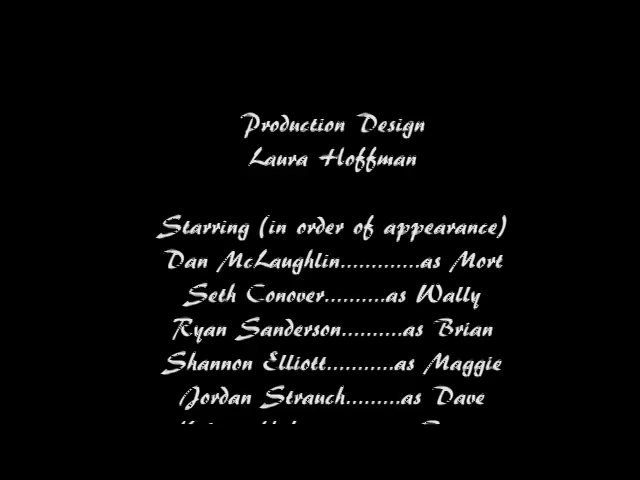 Production Design
Laura Hoffman
Starring (in order of appearance)
Dan McLaughlin.............as Mort
Seth Conover..........as Wally
Ryan Sanderson..........as Brian
Shannon Elliott...........as Maggie
Jordan Strauch.........as Dave